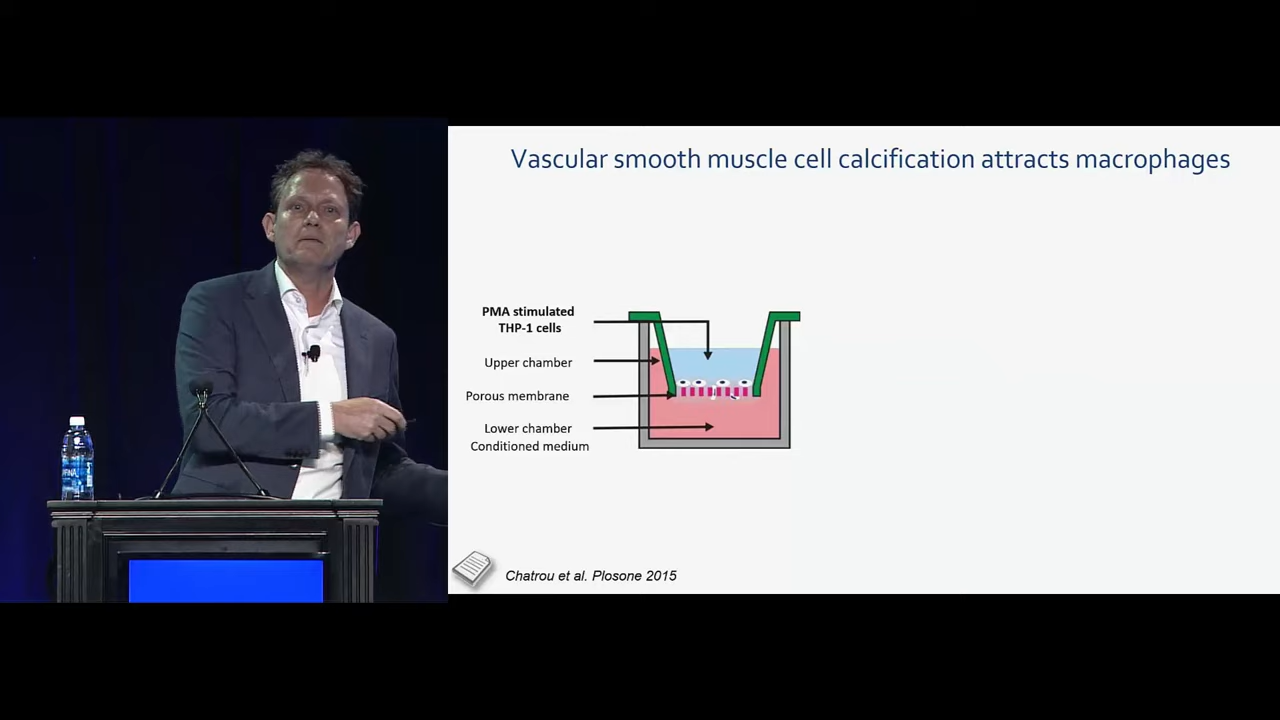 Vascular smooth muscle cell calcification attracts macrophages
PMA stimulated
THP-1 cells
Upper chamber
Porous membrane
Lower chamber
Conditioned medium
Chatrou et al. Plosone 2015